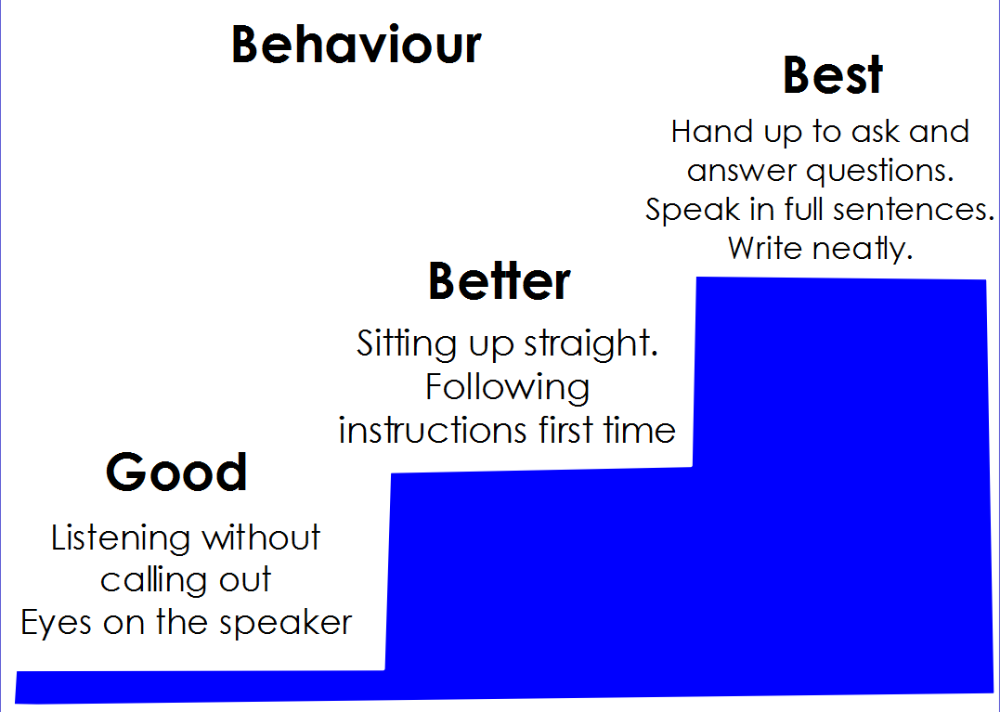 Behaviour
Good
Listening without
calling out
Eyes on the speaker
Better
Sitting up straight.
Following
instructions first time
Best
Hand up to ask and
answer questions.
Speak in full sentences.
Write neatly.